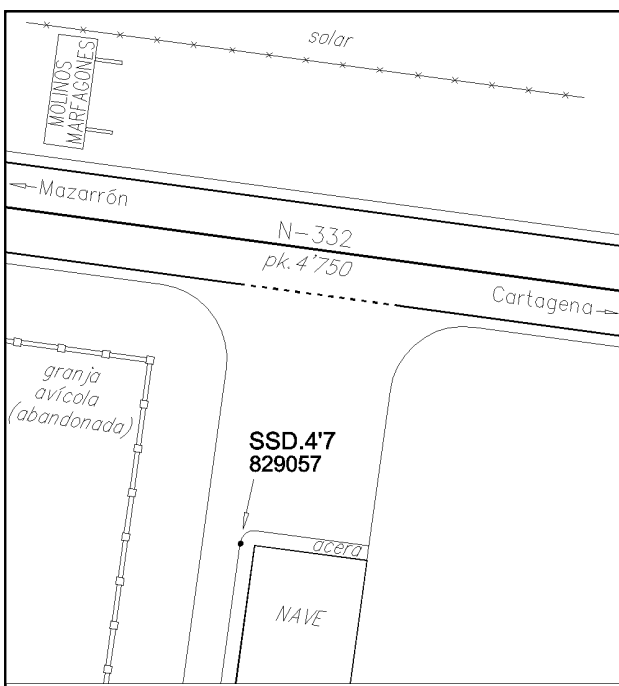 solar
MOLINOS
MARFAGONES
Mazarrón
N-332
pk.4'750
Cartagena
granja
avícola
(abandonada)
SSD.4'7
829057
acera
NAVE